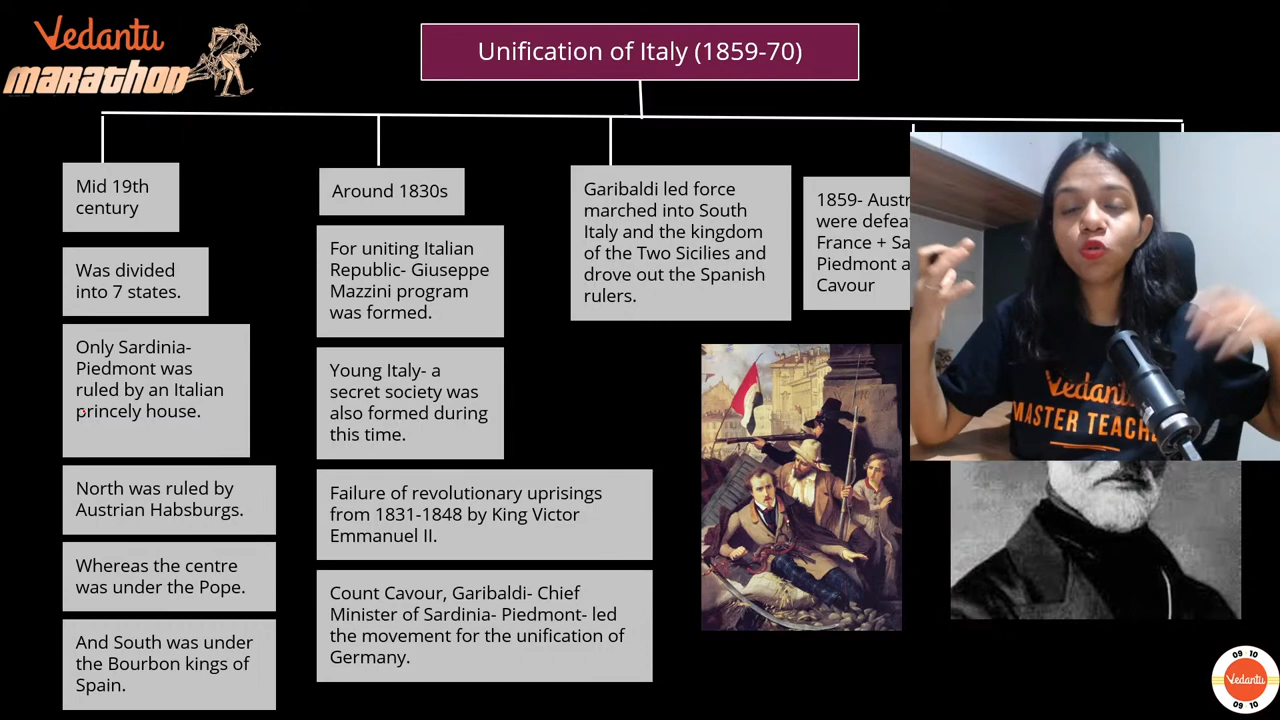 Vedantu
MARATHON
Unification of Italy (1859-70)
Mid 19th
century
Was divided
into 7 states.
Only Sardinia-
Piedmont was
ruled by an Italian
princely house.
North was ruled by
Austrian Habsburgs.
Whereas the centre
was under the Pope.
And South was under
the Bourbon kings of
Spain.
Around 1830s
For uniting Italian
Republic- Giuseppe
Mazzini program
was formed.
Young Italy- a
secret society was
also formed during
this time.
Failure of revolutionary uprisings
from 1831-1848 by King Victor
Emmanuel II.
Count Cavour, Garibaldi- Chief
Minister of Sardinia- Piedmont- led
the movement for the unification of
Germany.
Garibaldi led force
marched into South
Italy and the kingdom
of the Two Sicilies and
drove out the Spanish
rulers.
1859-
were
France +
Piedmont
Cavour
Vedantu
MASTER
09 10
Vedantu
09 10